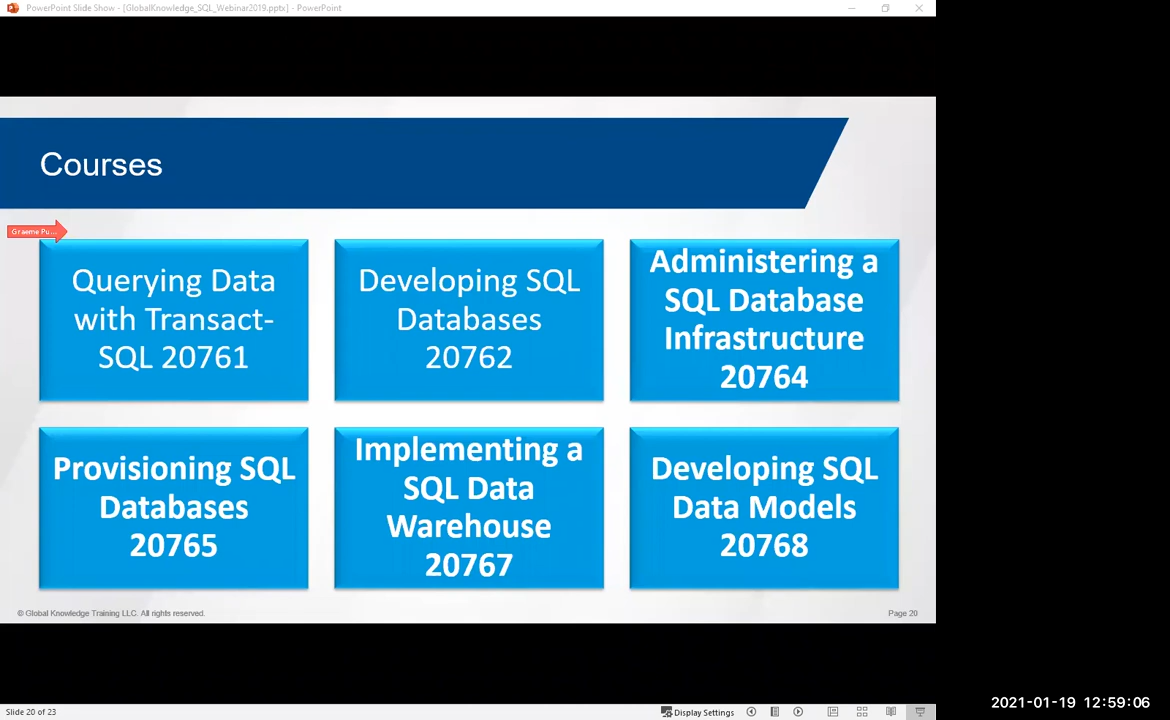 PowerPoint Slide Show - [GlobalKnowledge_SQL_Webinar2019.pptx] - PowerPoint
Courses
Graeme Pu...
Querying Data
with Transact-
SQL 20761
Developing SQL
Databases
20762
Administering a
SQL Database
Infrastructure
20764
Provisioning SQL
Databases
20765
Implementing a
SQL Data
Warehouse
20767
Developing SQL
Data Models
20768
© Global Knowledge Training LLC. All rights reserved.
Page 20
2021-01-19 12:59:06
Slide 20 of 23
Display Settings